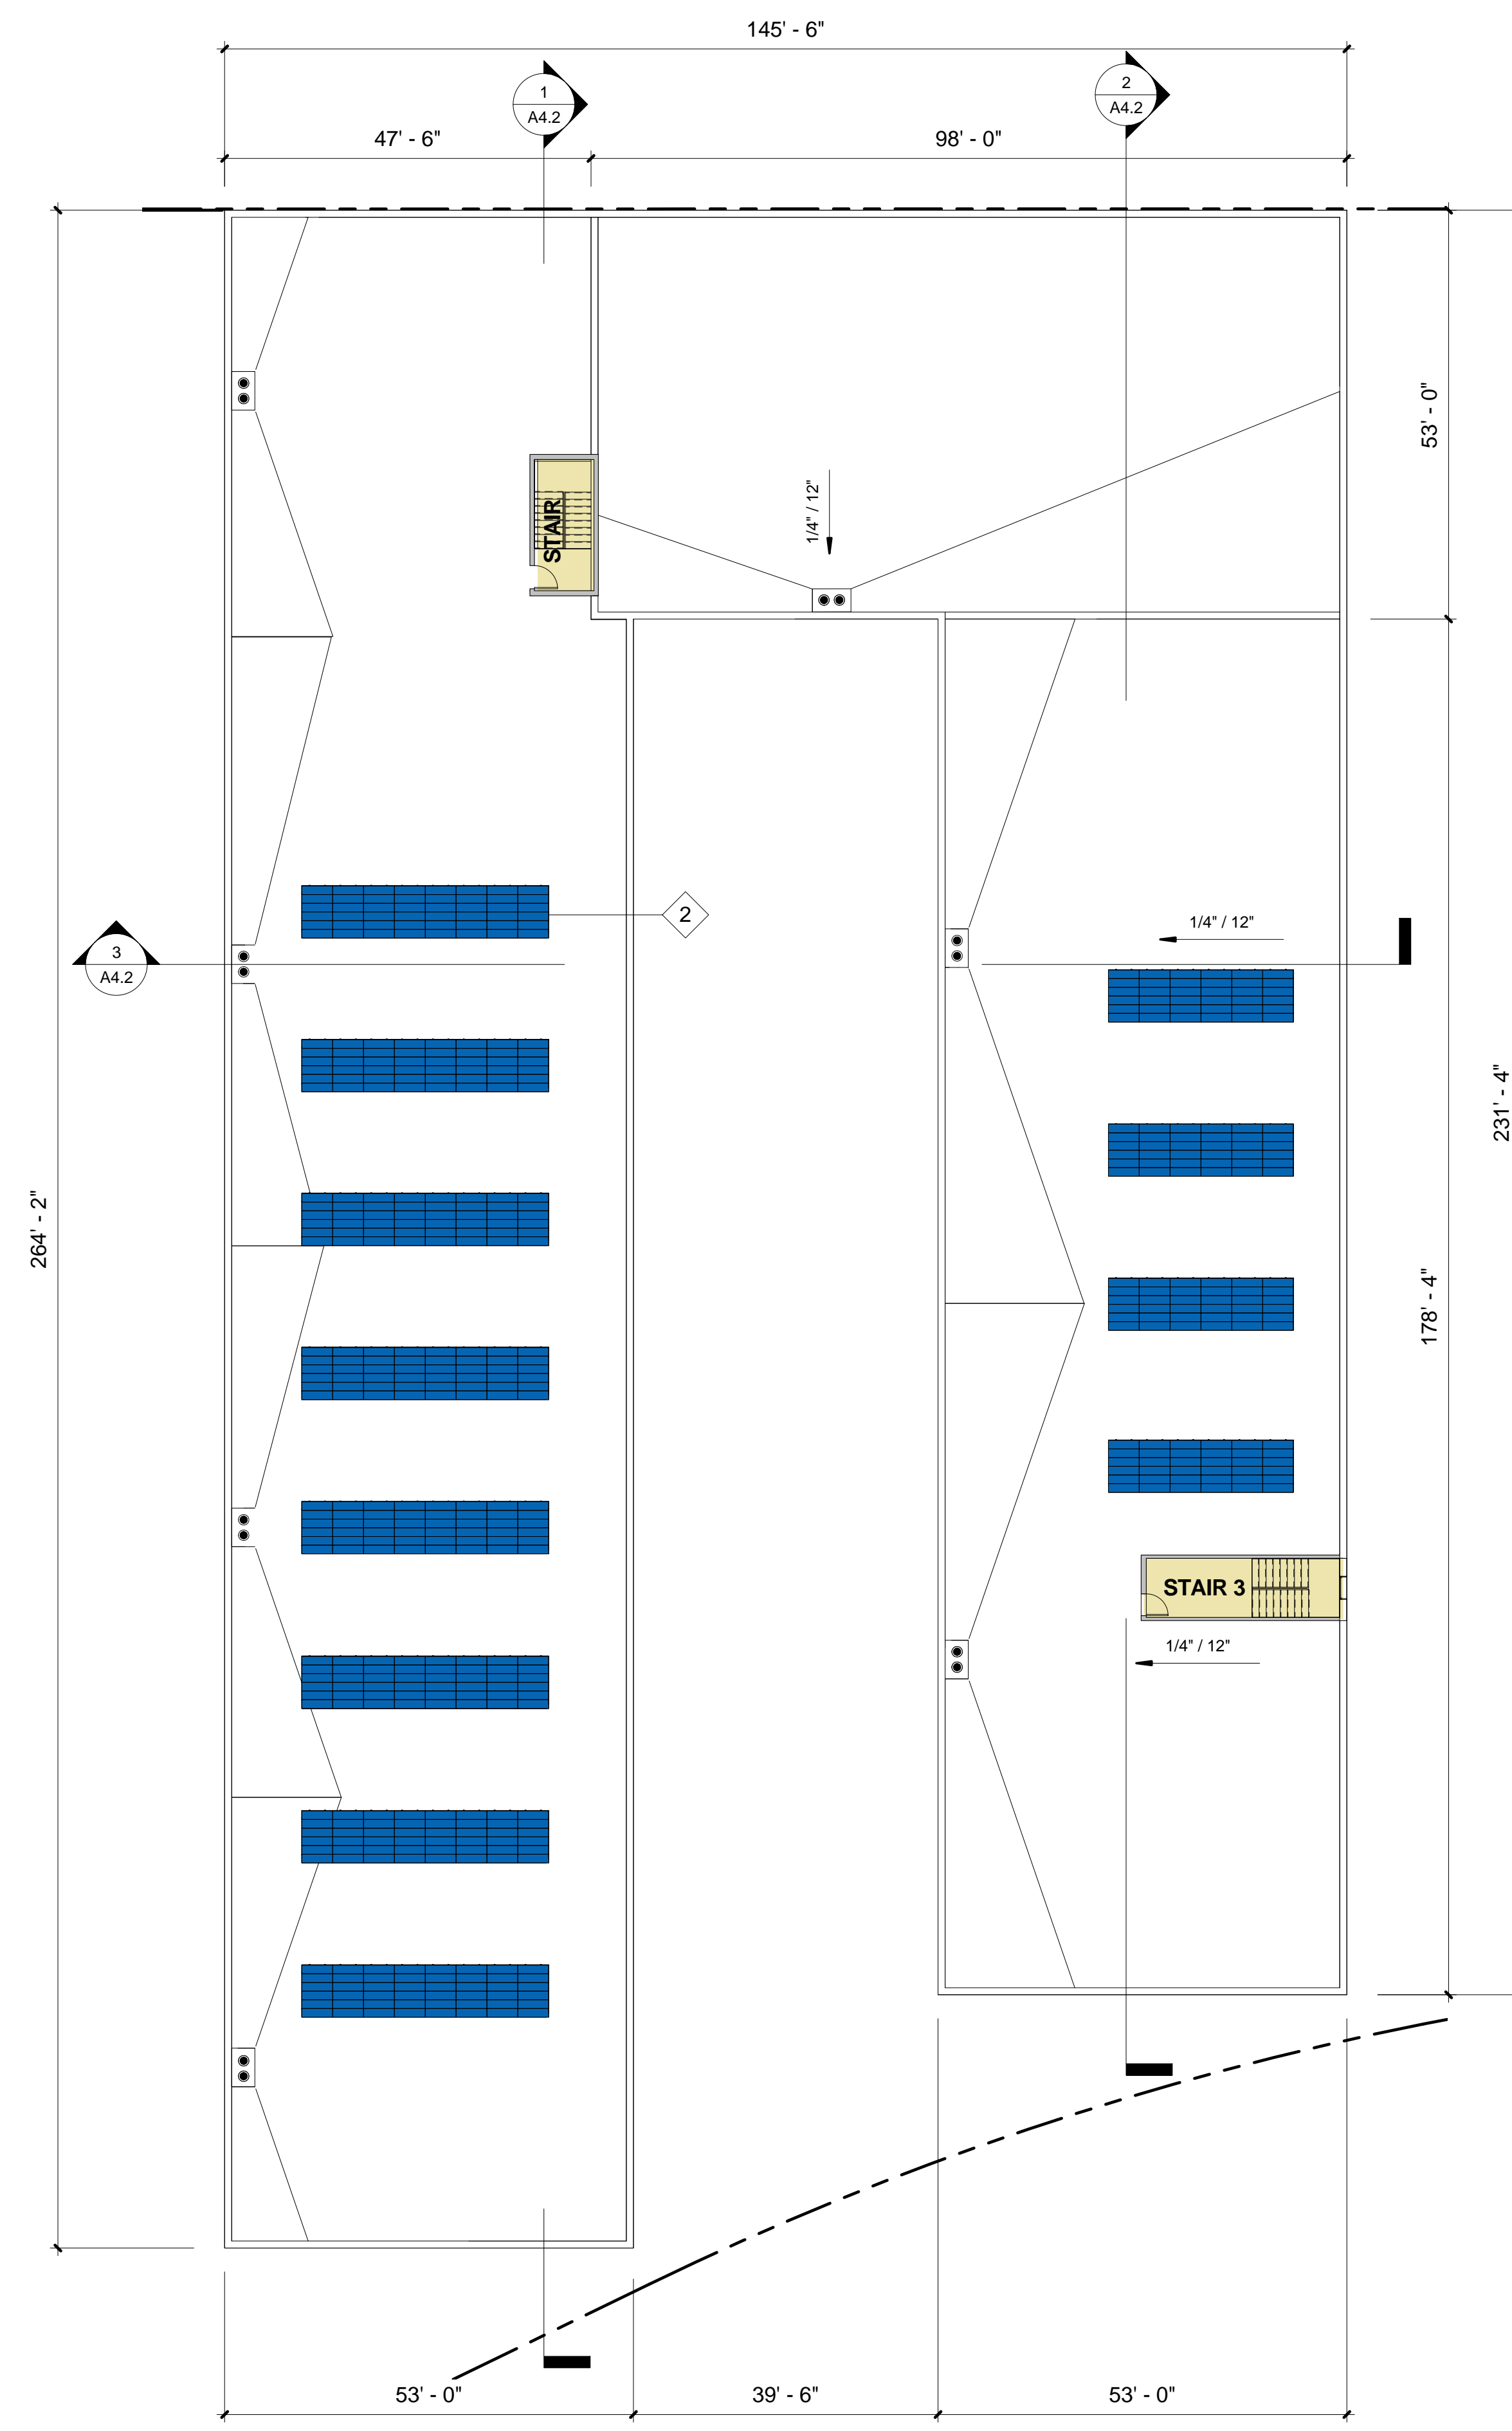 145' - 6"
1
A4.2
2
A4.2
47' - 6"
98' - 0"
53' - 0"
STAIR
1/4" / 12"
2
1/4" / 12"
3
A4.2
231' - 4"
264' - 2"
178' - 4"
STAIR 3
1/4" / 12"
53' - 0"
39' - 6"
53' - 0"